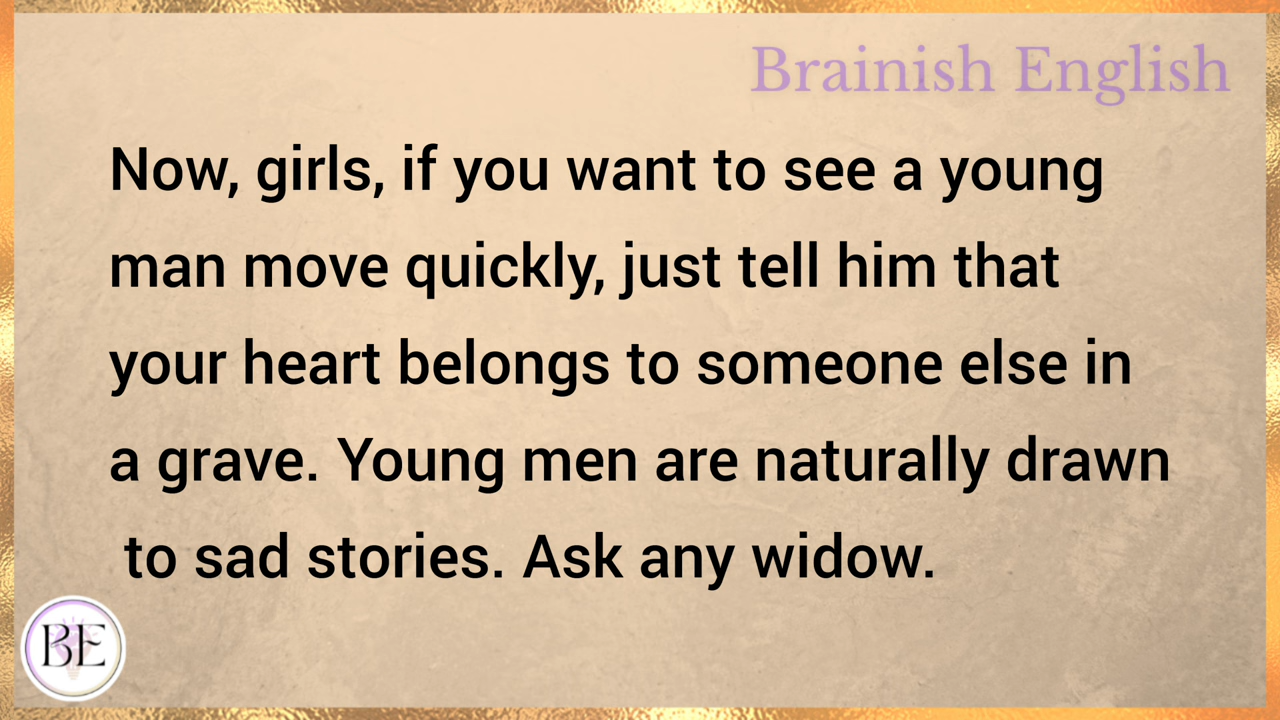 Brainish English
Now, girls, if you want to see a young
man move quickly, just tell him that
your heart belongs to someone else in
a grave. Young men are naturally drawn
to sad stories. Ask any widow.
BE